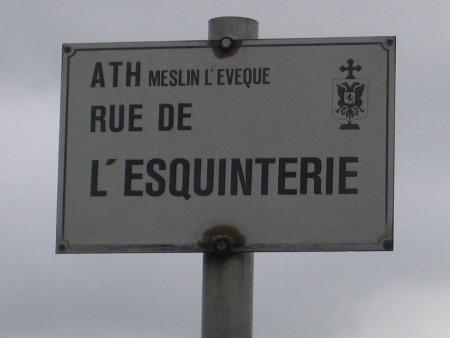 ATH MESLIN L´EVEQUE
RUE DE
L´ESQUINTERIE